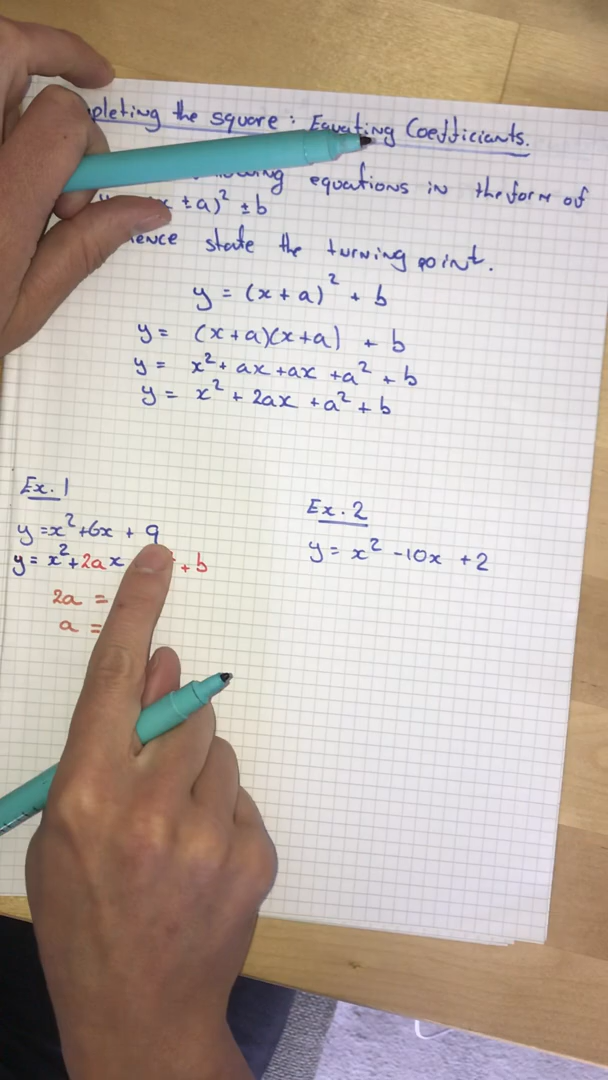 pleting the square : Equating Coefficiants.
equations in the form of
± a)² ± b
ence state the turning point.
y = (x + a)² + b
y = (x + a)(x + a) + b
y = x² + ax + ax + a² + b
y = x² + 2ax + a² + b
Ex. 1
y = x² + 6x + 9
y = x² + 2ax + b
2a =
a =
Ex. 2
y = x² - 10x + 2